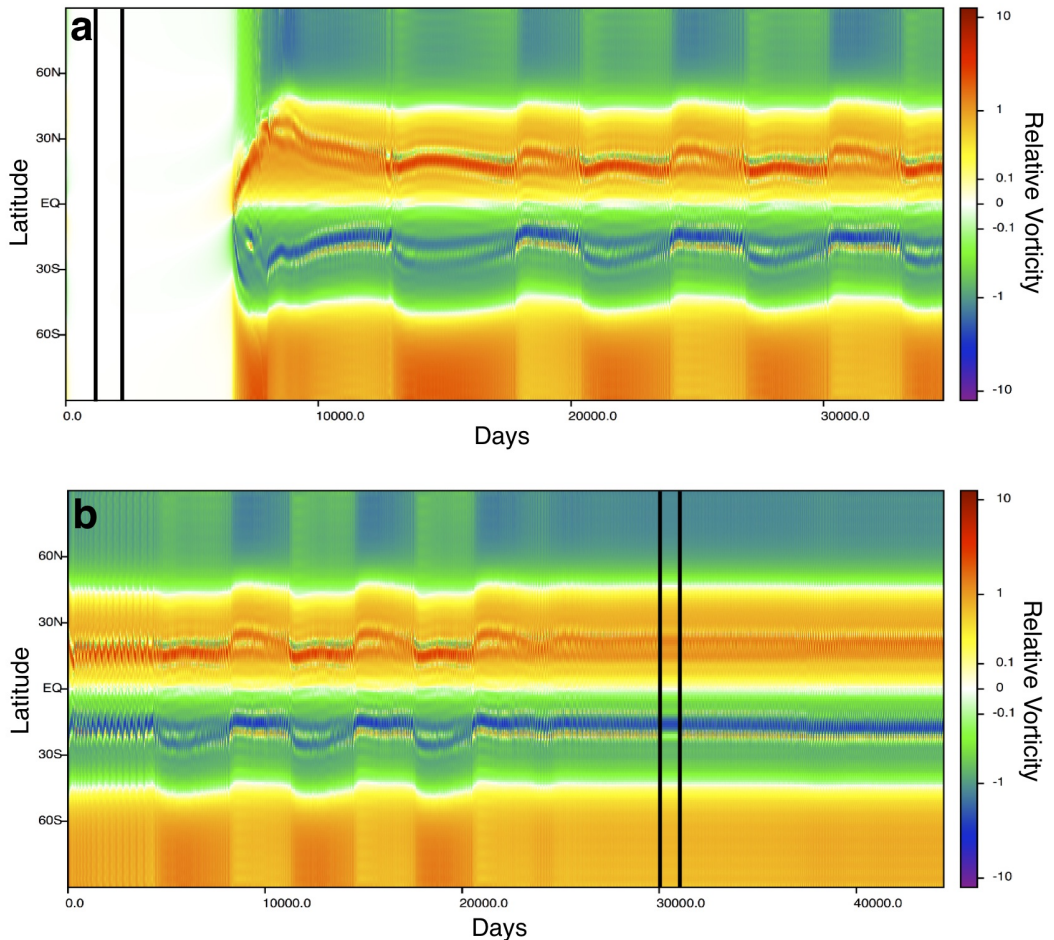 a
10
60N
1
30N
0.1
EQ
0
-0.1
30S
-1
60S
-10
Latitude
Relative Vorticity
0.0 10000.0 20000.0 30000.0
Days
b
10
60N
1
30N
0.1
EQ
0
-0.1
30S
-1
60S
-10
Latitude
Relative Vorticity
0.0 10000.0 20000.0 30000.0 40000.0
Days